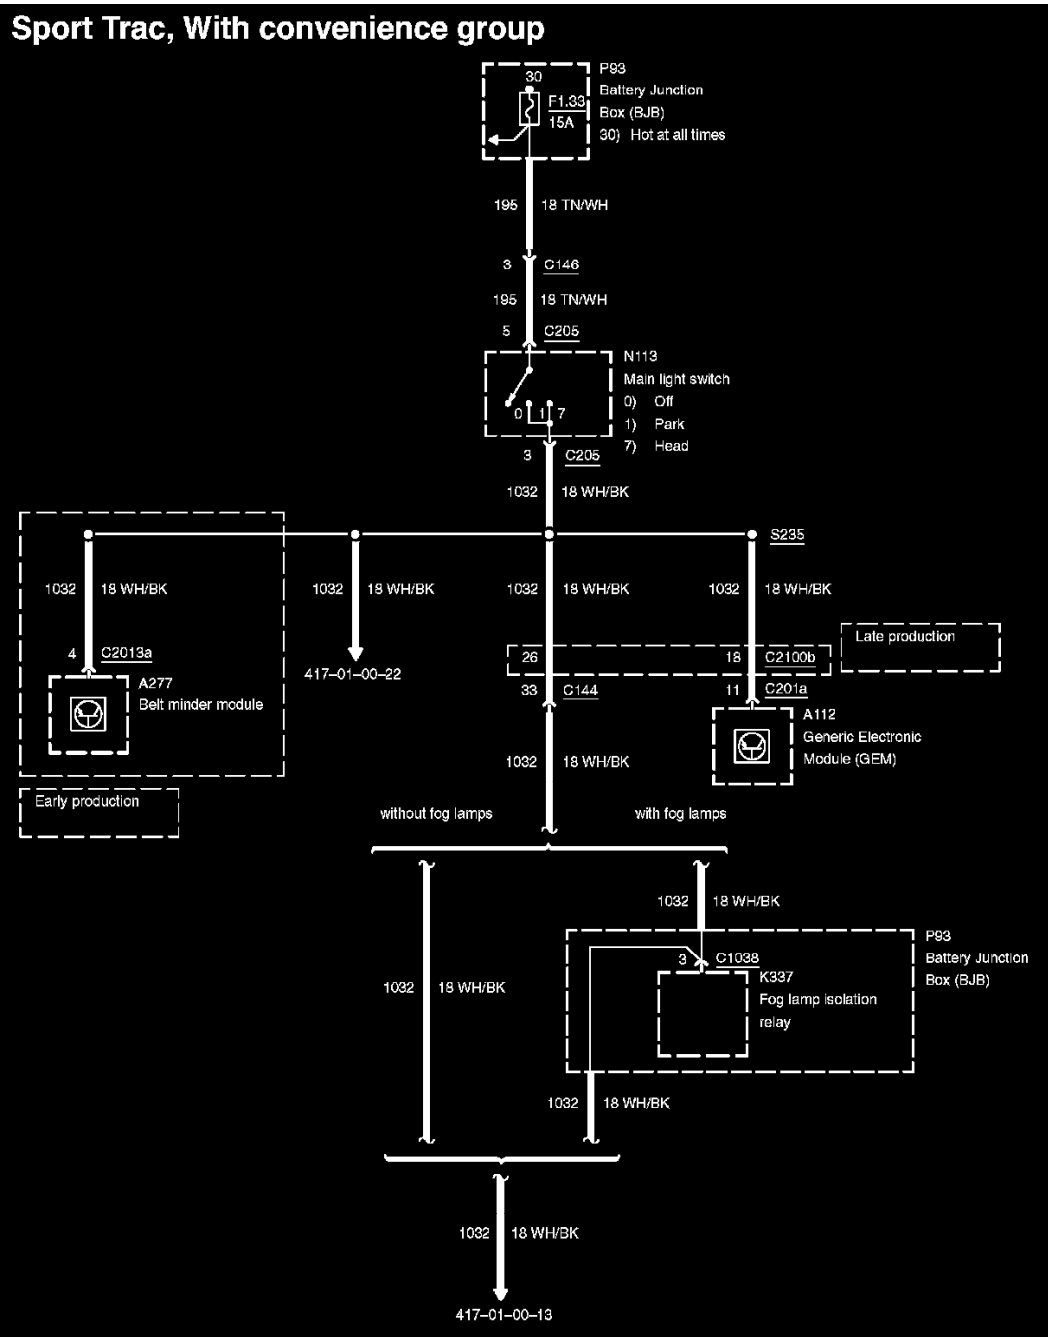 Sport Trac, With convenience group
P93
30
Battery Junction
F1.33
15A
Box (BJB)
30) Hot at all times
195 18 TN/WH
3 C146
195 18 TN/WH
5 C205
N113
Main light switch
0) Off
0 1 7
1) Park
7) Head
3 C205
1032 18 WH/BK
S235
1032 18 WH/BK
1032 18 WH/BK
1032 18 WH/BK
1032 18 WH/BK
Late production
4 C2013a
26
18 C2100b
417-01-00-22
A277
Belt minder module
33 C144
11 C201a
A112
Generic Electronic
Module (GEM)
1032 18 WH/BK
Early production
without fog lamps
with fog lamps
1032 18 WH/BK
P93
Battery Junction
Box (BJB)
3 C1038
K337
Fog lamp isolation
relay
1032 18 WH/BK
1032 18 WH/BK
1032 18 WH/BK
417-01-00-13